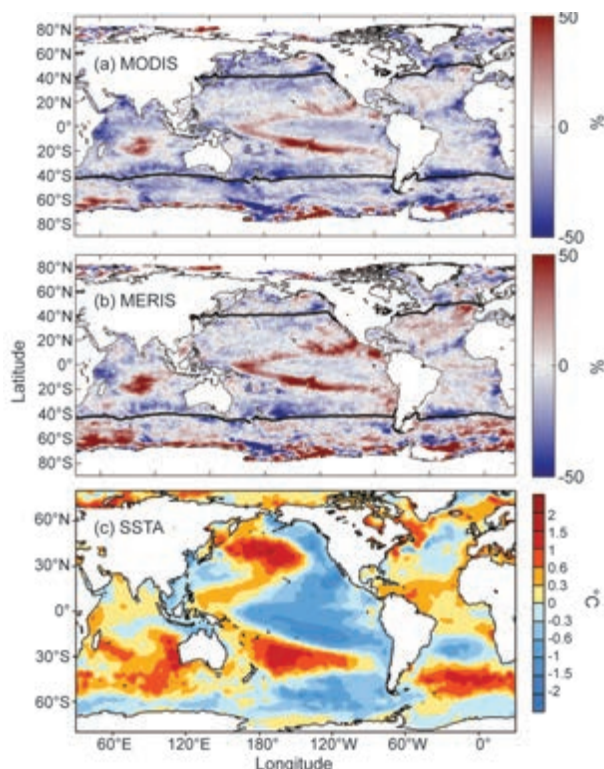 50
80°N
(a) MODIS
60°N
40°N
20°N
0°
0
%
20°S
40°S
60°S
80°S
-50
50
80°N
(b) MERIS
60°N
40°N
20°N
0°
0
%
20°S
40°S
60°S
80°S
-50
Latitude
(c) SSTA
60°N
30°N
0°
30°S
60°S
2
1.5
1
0.6
0.3
0
-0.3
-0.6
-1
-1.5
-2
°C
60°E
120°E
180°
120°W
60°W
0°
Longitude